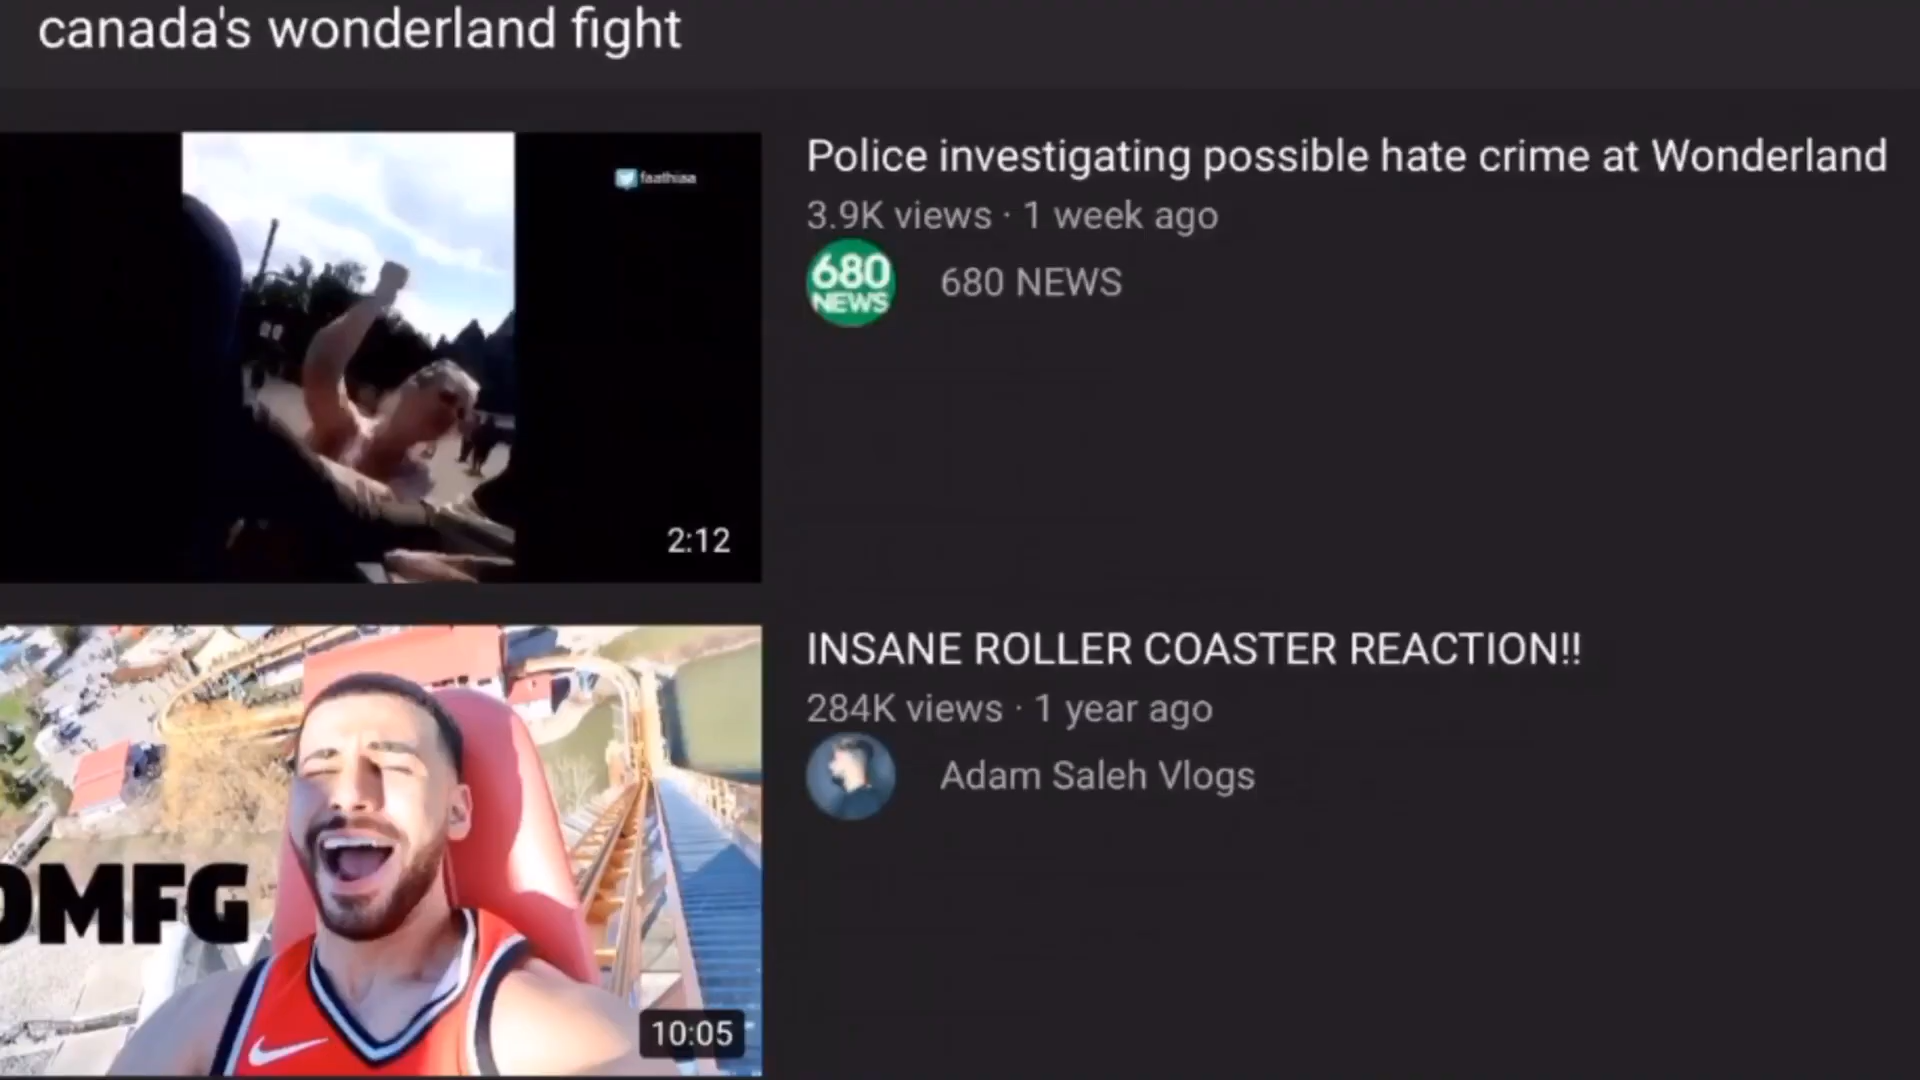 canada's wonderland fight
faathiaa
2:12
Police investigating possible hate crime at Wonderland
3.9K views · 1 week ago
680
NEWS
680 NEWS
OMFG
10:05
INSANE ROLLER COASTER REACTION!!
284K views · 1 year ago
Adam Saleh Vlogs